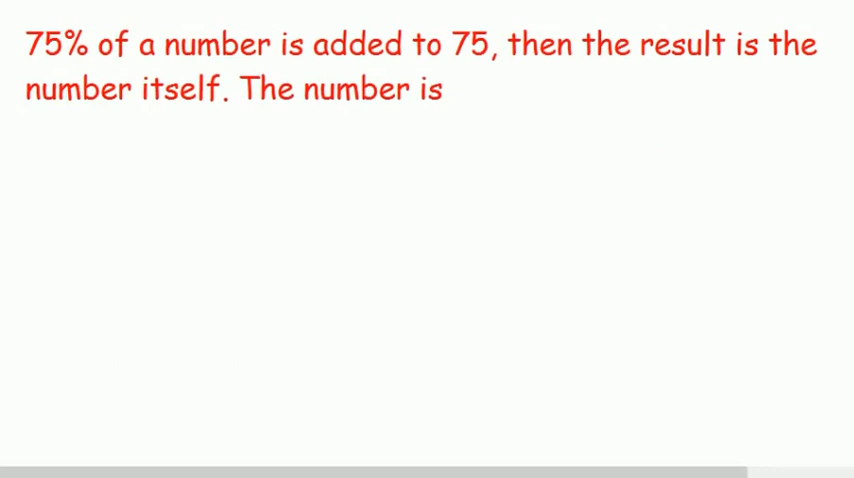 75% of a number is added to 75, then the result is the
number itself. The number is